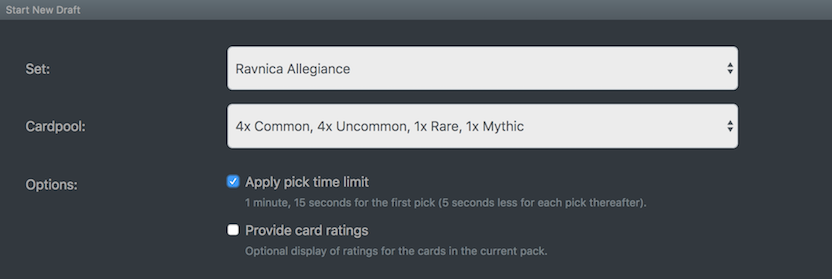 Start New Draft
Set:
Ravnica Allegiance
Cardpool:
4x Common, 4x Uncommon, 1x Rare, 1x Mythic
Options:
Apply pick time limit
1 minute, 15 seconds for the first pick (5 seconds less for each pick thereafter).
Provide card ratings
Optional display of ratings for the cards in the current pack.